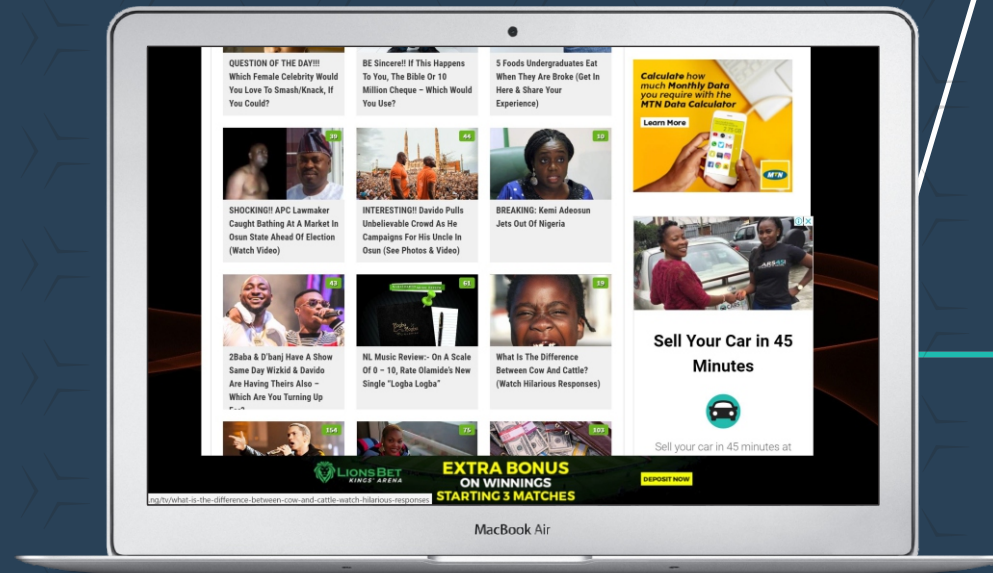 QUESTION OF THE DAY!!!
Which Female Celebrity Would
You Love To Smash/Knack, If
You Could?
BE Sincere!! If This Happens
To You, The Bible Or 10
Million Cheque – Which Would
You Use?
5 Foods Undergraduates Eat
When They Are Broke (Get In
Here & Share Your
Experience)
Calculate how
much Monthly Data
you require with the
MTN Data Calculator
Learn More
MTN
39
SHOCKING!! APC Lawmaker
Caught Bathing At A Market In
Osun State Ahead Of Election
(Watch Video)
44
INTERESTING!! Davido Pulls
Unbelievable Crowd As He
Campaigns For His Uncle In
Osun (See Photos & Video)
10
BREAKING: Kemi Adeosun
Jets Out Of Nigeria
43
2Baba & D'banj Have A Show
Same Day Wizkid & Davido
Are Having Theirs Also –
Which Are You Turning Up
61
NL Music Review:- On A Scale
Of 0 – 10, Rate Olamide's New
Single "Logba Logba"
19
What Is The Difference
Between Cow And Cattle?
(Watch Hilarious Responses)
CARS45
Sell Your Car in 45
Minutes
Sell your car in 45 minutes at
154
75
103
LIONSBET
KINGS' ARENA
EXTRA BONUS
ON WINNINGS
STARTING 3 MATCHES
DEPOSIT NOW
.ng/tv/what-is-the-difference-between-cow-and-cattle-watch-hilarious-responses
MacBook Air